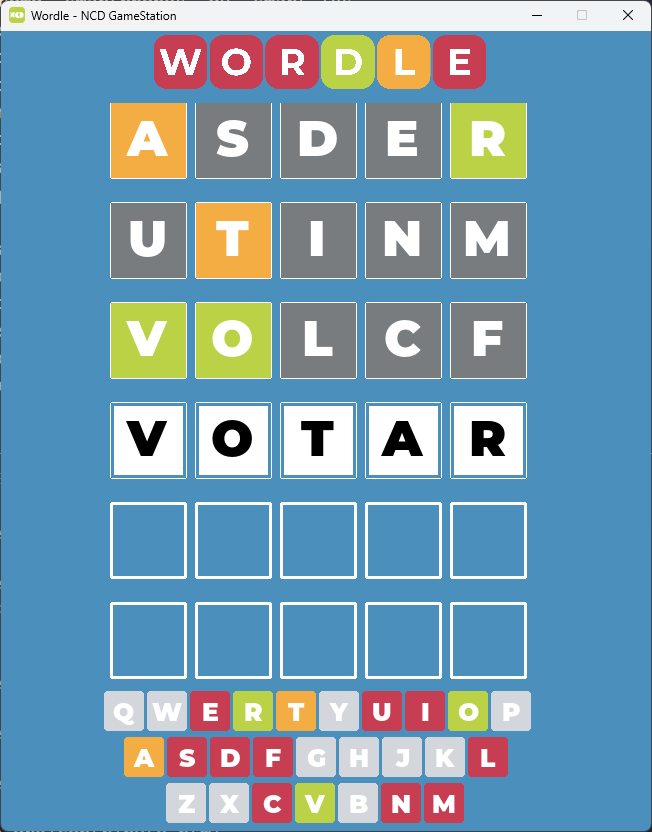 Wordle - NCD GameStation
WORDLE
ASDER
UTINM
VOLCF
VOTAR
QWERTYUIOP
ASDFGHJKL
ZXCVBNM